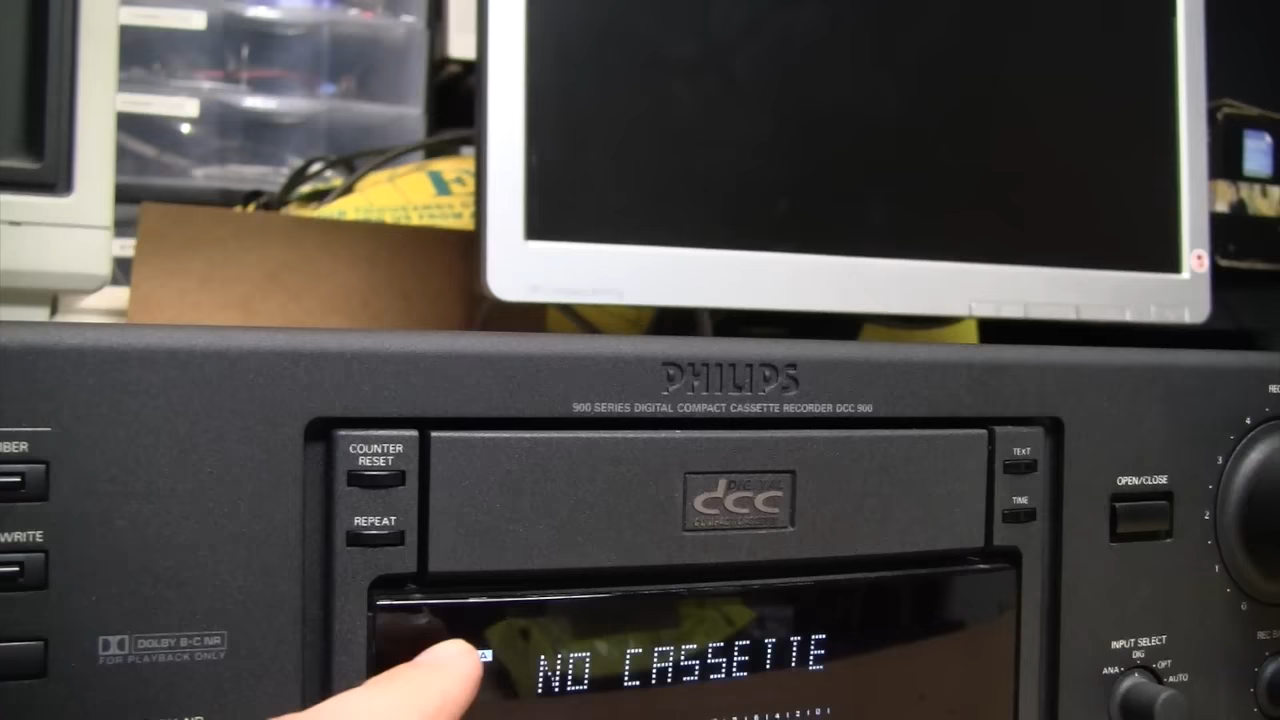 PHILIPS
900 SERIES DIGITAL COMPACT CASSETTE RECORDER DCC 900
COUNTER
RESET
REPEAT
DIGITAL
dcc
COMPACT CASSETTE
TEXT
TIME
OPEN/CLOSE
4
3
2
1
0
WRITE
DOLBY B-C NR
FOR PLAYBACK ONLY
A
NO CASSETTE
INPUT SELECT
DIG
ANA
OPT
AUTO